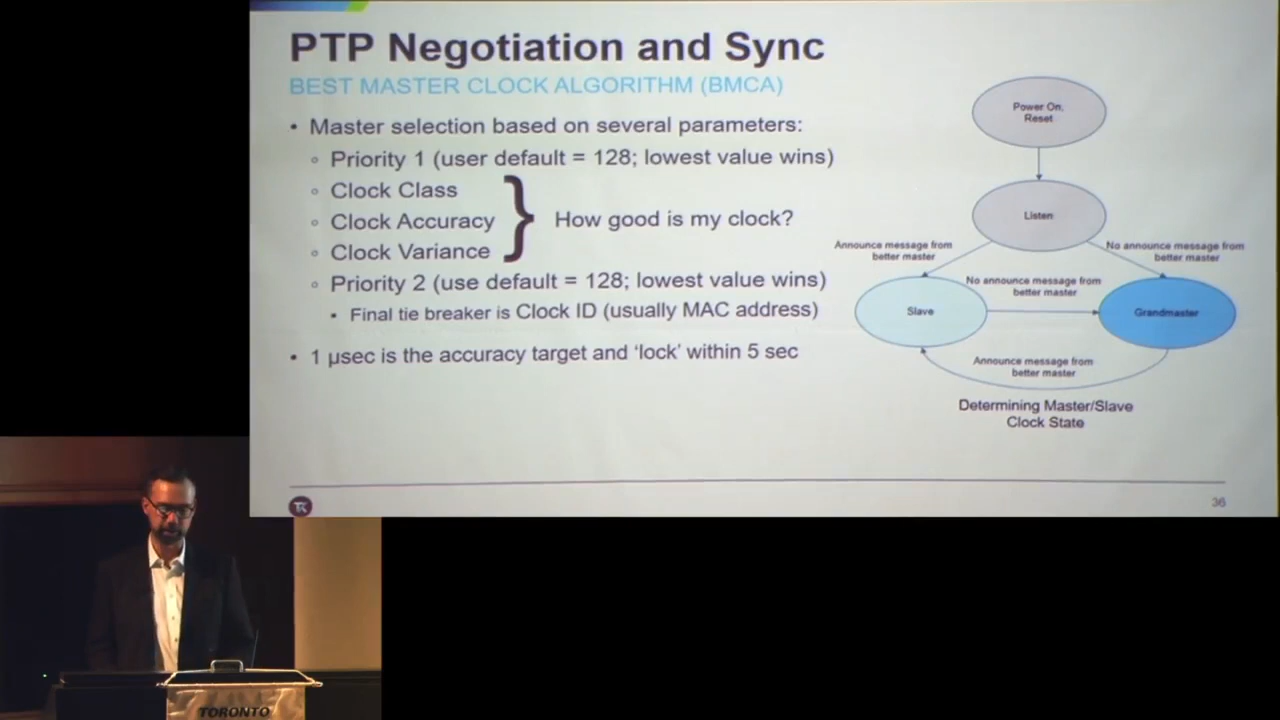 PTP Negotiation and Sync
BEST MASTER CLOCK ALGORITHM (BMCA)
• Master selection based on several parameters:
◦ Priority 1 (user default = 128; lowest value wins)
◦ Clock Class
◦ Clock Accuracy
◦ Clock Variance
} How good is my clock?
◦ Priority 2 (use default = 128; lowest value wins)
▪ Final tie breaker is Clock ID (usually MAC address)
• 1 µsec is the accuracy target and ‘lock’ within 5 sec
Power On,
Reset
Listen
Announce message from
better master
No announce message from
better master
Slave
No announce message from
better master
Grandmaster
Announce message from
better master
Determining Master/Slave
Clock State
TK
36
TORONTO